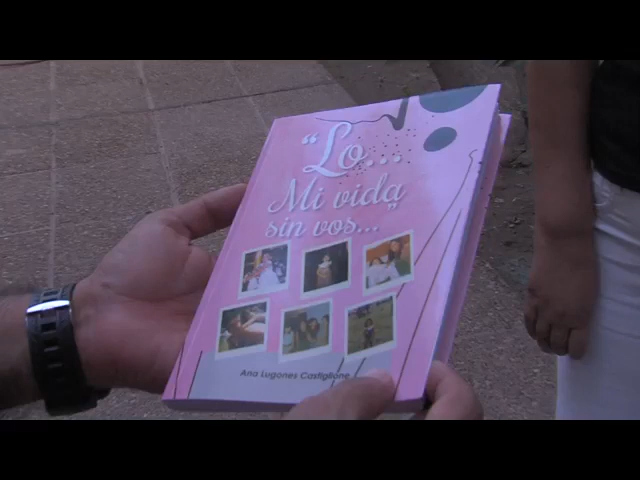 “Lo...
Mi vida
sin vos...”
Ana Lugones Castiglione